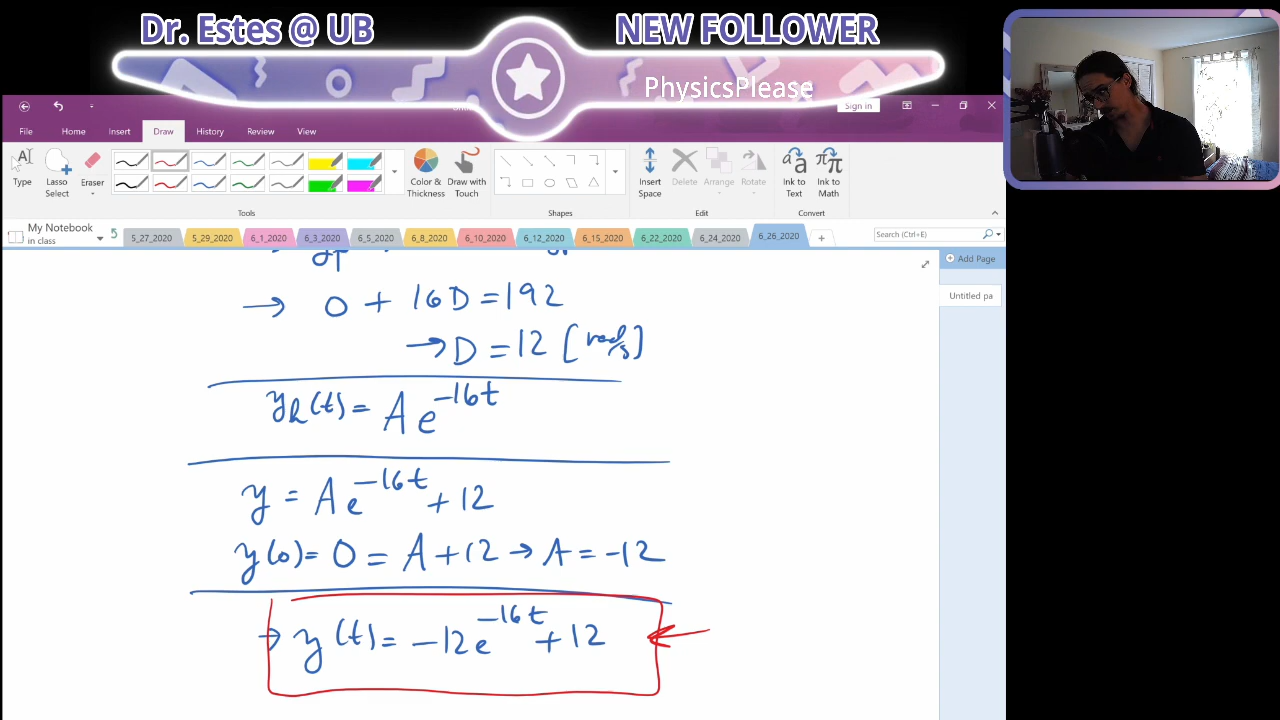 Dr. Estes @ UB
NEW FOLLOWER
PhysicsPlease
Sign in
File Home Insert Draw History Review View
Type
Lasso Select
Eraser
Color & Thickness
Draw with Touch
Insert Space
Delete
Arrange
Rotate
Ink to Text
Ink to Math
Tools
Shapes
Edit
Convert
My Notebook
in class
5_27_2020 5_29_2020 6_1_2020 6_3_2020 6_5_2020 6_8_2020 6_10_2020 6_12_2020 6_15_2020 6_22_2020 6_24_2020 6_26_2020
Search (Ctrl+E)
Add Page
Untitled pa
→ 0 + 16D = 192
→ D = 12 [rad/s]
y_h(t) = A e^{-16t}
y = A e^{-16t} + 12
y(0) = 0 = A + 12 → A = -12
→ y(t) = -12e^{-16t} + 12